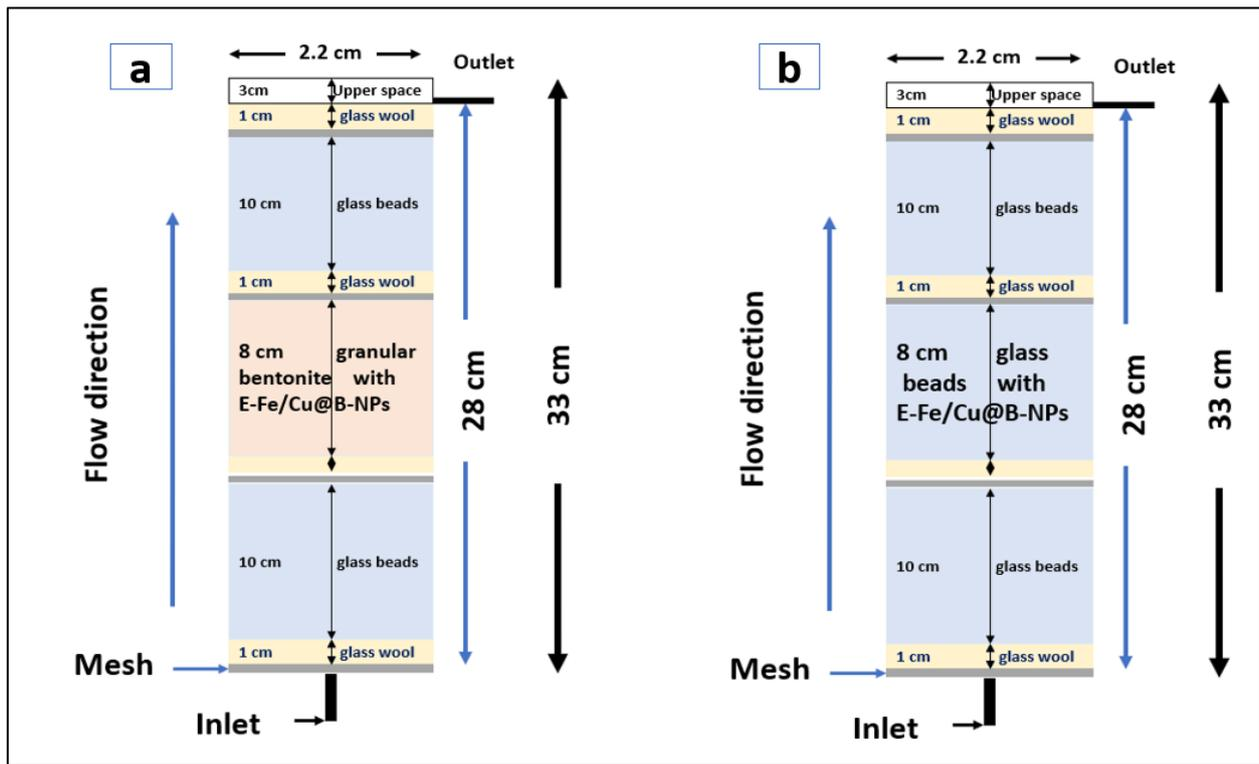 a
2.2 cm
Outlet
3cm Upper space
1 cm glass wool
10 cm glass beads
1 cm glass wool
8 cm granular
bentonite with
E-Fe/Cu@B-NPs
10 cm glass beads
1 cm glass wool
Flow direction
28 cm
33 cm
Mesh
Inlet
b
2.2 cm
Outlet
3cm Upper space
1 cm glass wool
10 cm glass beads
1 cm glass wool
8 cm glass
beads with
E-Fe/Cu@B-NPs
10 cm glass beads
1 cm glass wool
Flow direction
28 cm
33 cm
Mesh
Inlet